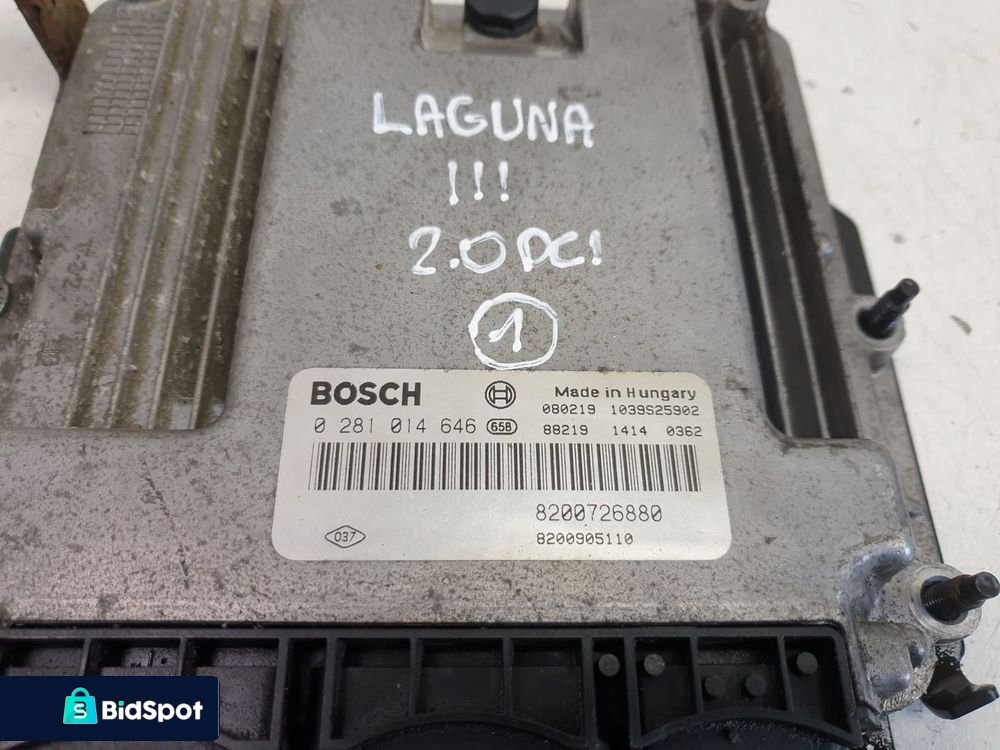 LAGUNA
!!!
2.0 DCI
1
BOSCH
Made in Hungary
080219 1039S25902
0 281 014 646 65B
88219 1414 0362
8200726880
037
8200905110
BidSpot